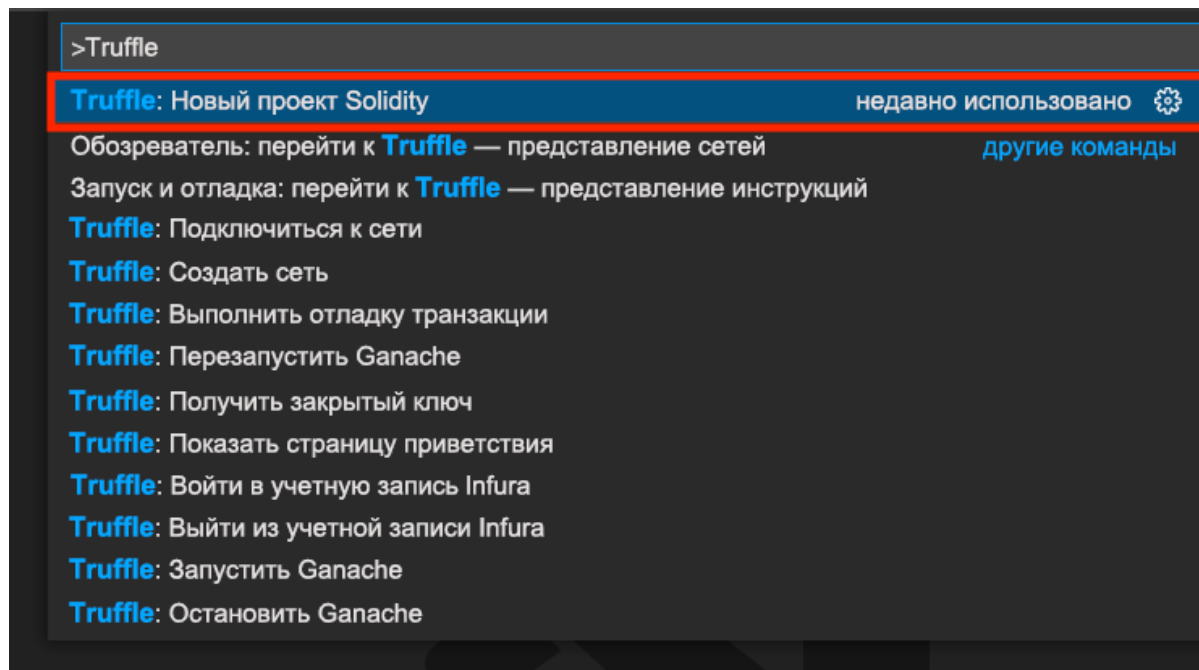 >Truffle
Truffle: Новый проект Solidity недавно использовано
Обозреватель: перейти к Truffle — представление сетей другие команды
Запуск и отладка: перейти к Truffle — представление инструкций
Truffle: Подключиться к сети
Truffle: Создать сеть
Truffle: Выполнить отладку транзакции
Truffle: Перезапустить Ganache
Truffle: Получить закрытый ключ
Truffle: Показать страницу приветствия
Truffle: Войти в учетную запись Infura
Truffle: Выйти из учетной записи Infura
Truffle: Запустить Ganache
Truffle: Остановить Ganache